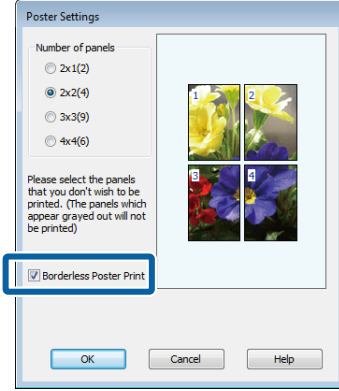 Poster Settings
Number of panels
2x1(2)
2x2(4)
3x3(9)
4x4(6)
Please select the panels
that you don't wish to be
printed. (The panels which
appear grayed out will not
be printed)
Borderless Poster Print
1 2
3 4
OK Cancel Help